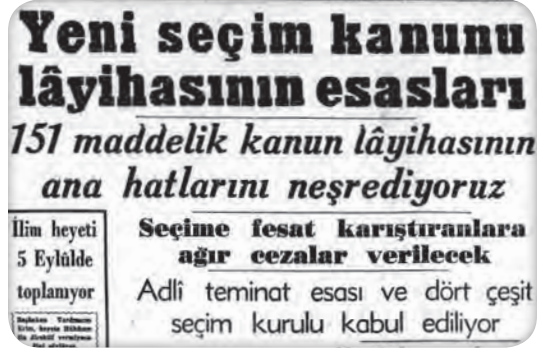 Yeni seçim kanunu
lâyihasının esasları
151 maddelik kanun lâyihasının
ana hatlarını neşrediyoruz
İlim heyeti
5 Eylûlde
toplanıyor
Seçime fesat karıştıranlara
ağır cezalar verilecek
Adlî teminat esası ve dört çeşit
seçim kurulu kabul ediliyor